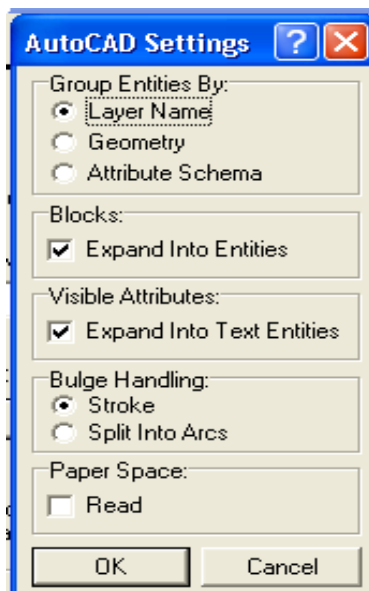 AutoCAD Settings ?
Group Entities By:
Layer Name
Geometry
Attribute Schema
Blocks:
Expand Into Entities
Visible Attributes:
Expand Into Text Entities
Bulge Handling:
Stroke
Split Into Arcs
Paper Space:
Read
OK Cancel